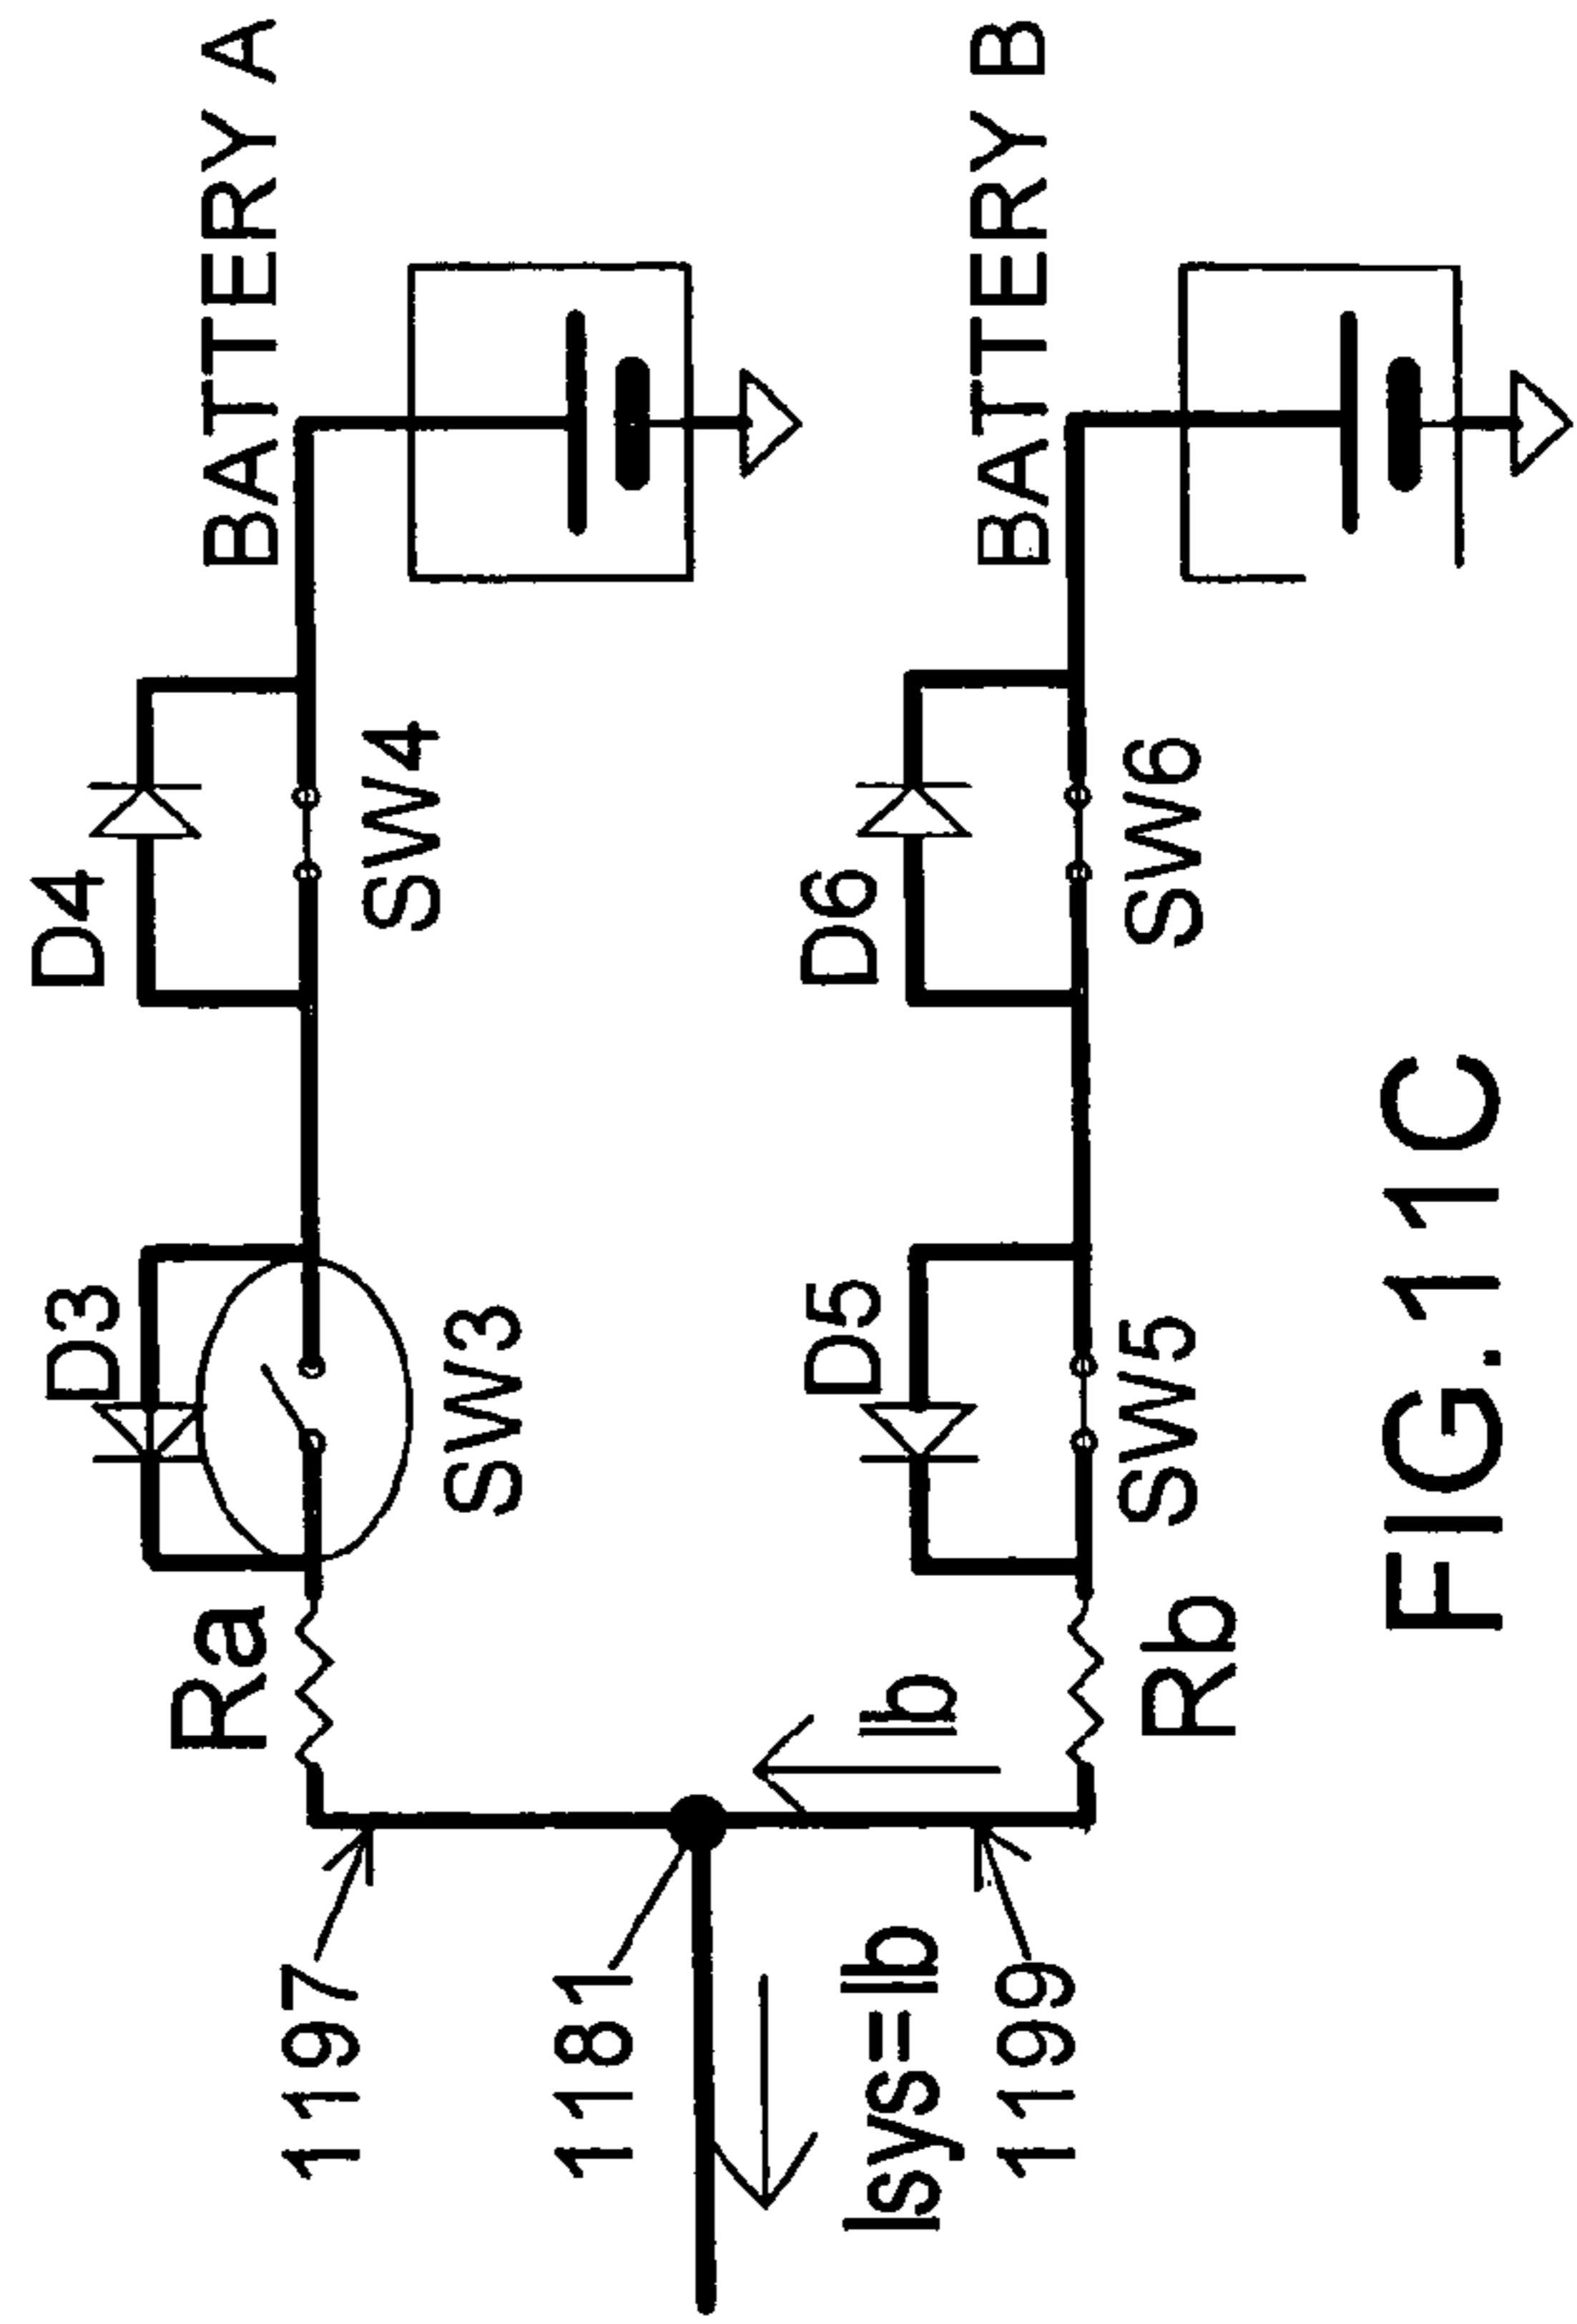 BATTERY A
D4
D3
SW4
SW3
Ra
1197
1181
Ib
Isys=Ib
1199
BATTERY B
D6
D5
SW6
SW5
Rb
FIG.11C